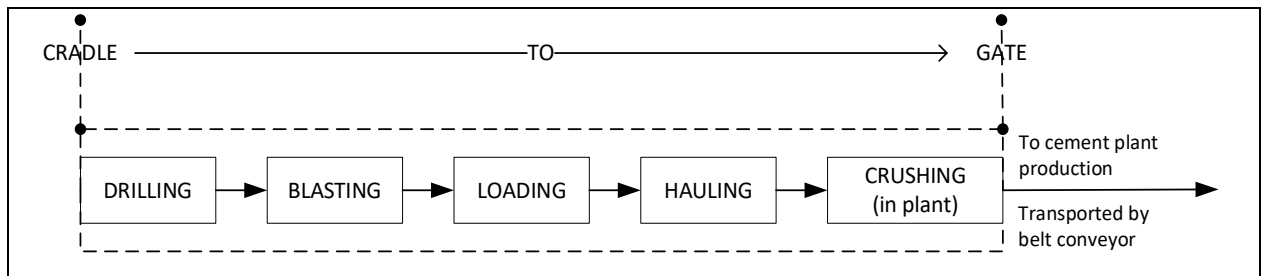 CRADLE TO GATE
To cement plant
production
DRILLING BLASTING LOADING HAULING CRUSHING
(in plant)
Transported by
belt conveyor